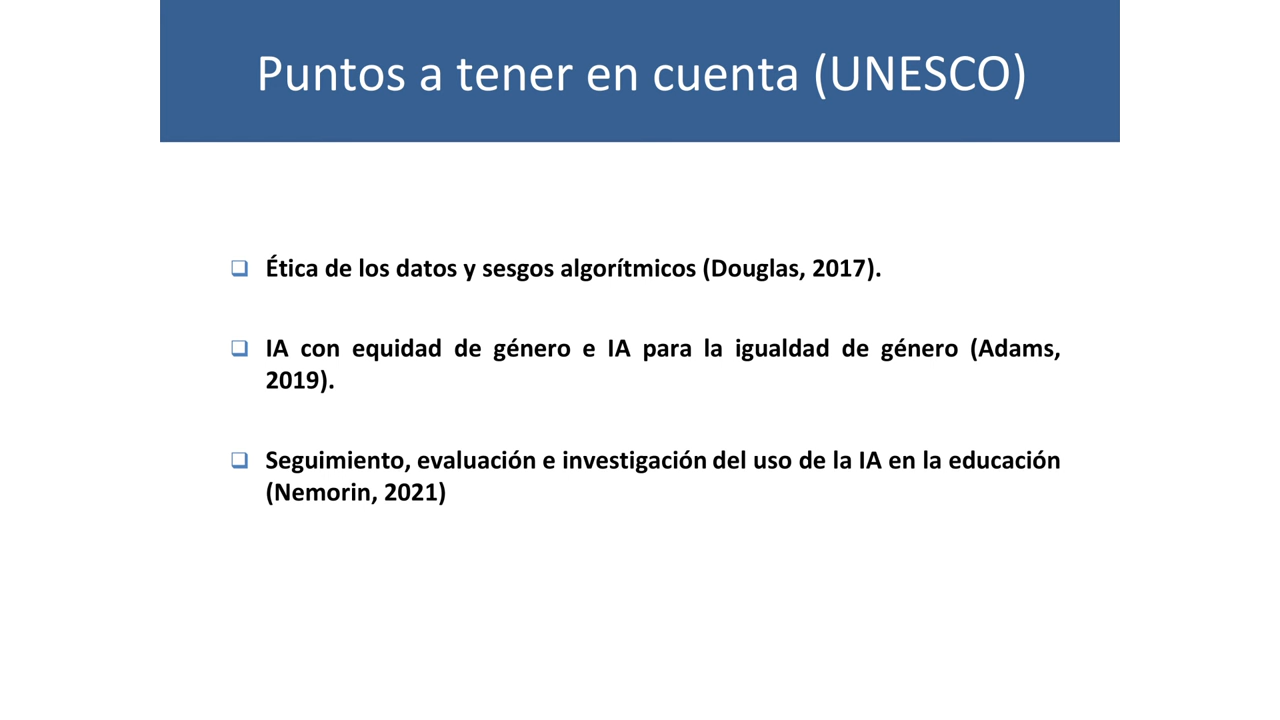 Puntos a tener en cuenta (UNESCO)
Ética de los datos y sesgos algorítmicos (Douglas, 2017).
IA con equidad de género e IA para la igualdad de género (Adams,
2019).
Seguimiento, evaluación e investigación del uso de la IA en la educación
(Nemorin, 2021)